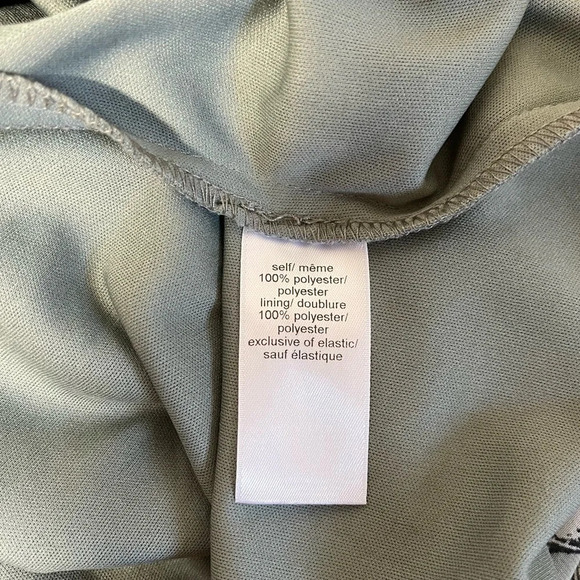 self/ même
100% polyester/
polyester
lining/ doublure
100% polyester/
polyester
exclusive of elastic/
sauf élastique